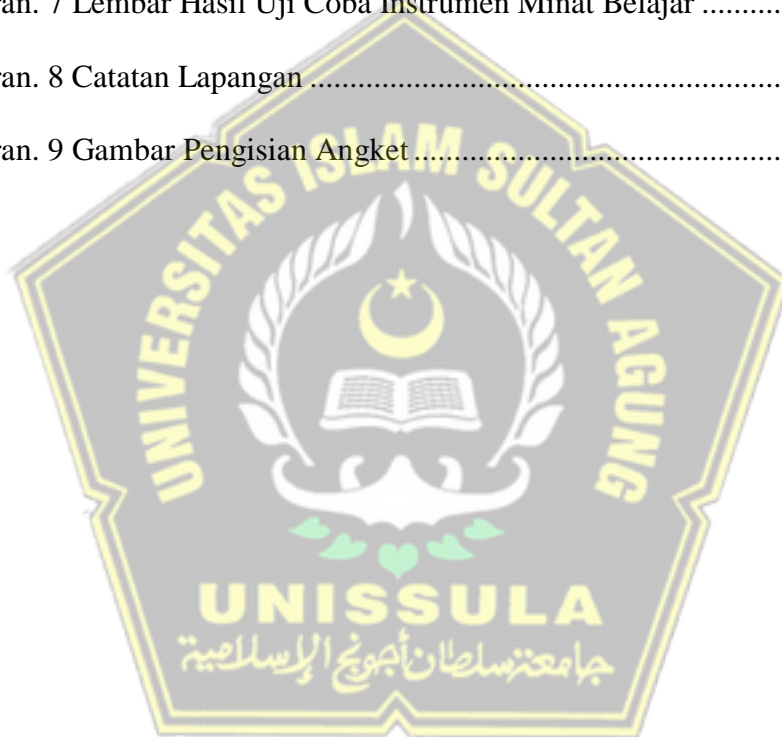 ran. 7 Lembar Hasil Uji Coba Instrumen Minat Belajar ..........
ran. 8 Catatan Lapangan ..........................................................
ran. 9 Gambar Pengisian Angket .............................................
UNIVERSITAS ISLAM SULTAN AGUNG
UNISSULA
جامعة سلطان أجونج الإسلامية